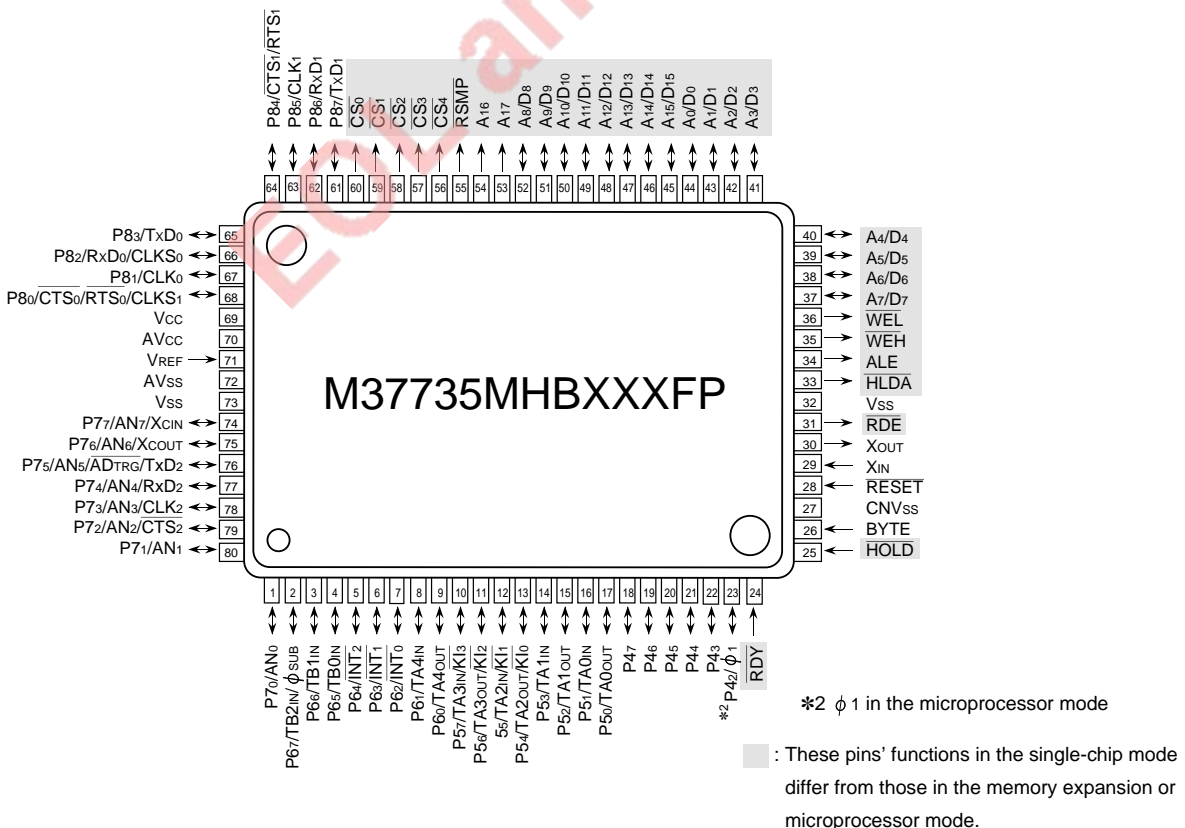 P84/CTS1/RTS1
P85/CLK1
P86/RXD1
P87/TXD1
CS0
CS1
CS2
CS3
CS4
RSMP
A16
A17
A8/D8
A9/D9
A10/D10
A11/D11
A12/D12
A13/D13
A14/D14
A15/D15
A0/D0
A1/D1
A2/D2
A3/D3
64 63 62 61 60 59 58 57 56 55 54 53 52 51 50 49 48 47 46 45 44 43 42 41
P83/TXD0 65
P82/RXD0/CLKS0 66
P81/CLK0 67
P80/CTS0/RTS0/CLKS1 68
VCC 69
AVCC 70
VREF 71
AVSS 72
VSS 73
P77/AN7/XCIN 74
P76/AN6/XCOUT 75
P75/AN5/ADTRG/TXD2 76
P74/AN4/RXD2 77
P73/AN3/CLK2 78
P72/AN2/CTS2 79
P71/AN1 80
EOL an
M37735MHBXXXFP
40 A4/D4
39 A5/D5
38 A6/D6
37 A7/D7
36 WEL
35 WEH
34 ALE
33 HLDA
32 VSS
31 RDE
30 XOUT
29 XIN
28 RESET
27 CNVSS
26 BYTE
25 HOLD
1 2 3 4 5 6 7 8 9 10 11 12 13 14 15 16 17 18 19 20 21 22 23 24
P70/AN0
P67/TB2IN/ϕSUB
P66/TB1IN
P65/TB0IN
P64/INT2
P63/INT1
P62/INT0
P61/TA4IN
P60/TA4OUT
P57/TA3IN/KI3
P56/TA3OUT/KI2
55/TA2IN/KI1
P54/TA2OUT/KI0
P53/TA1IN
P52/TA1OUT
P51/TA0IN
P50/TA0OUT
P47
P46
P45
P44
P43
*2 P42/ϕ1
RDY
*2 ϕ 1 in the microprocessor mode
: These pins' functions in the single-chip mode
differ from those in the memory expansion or
microprocessor mode.